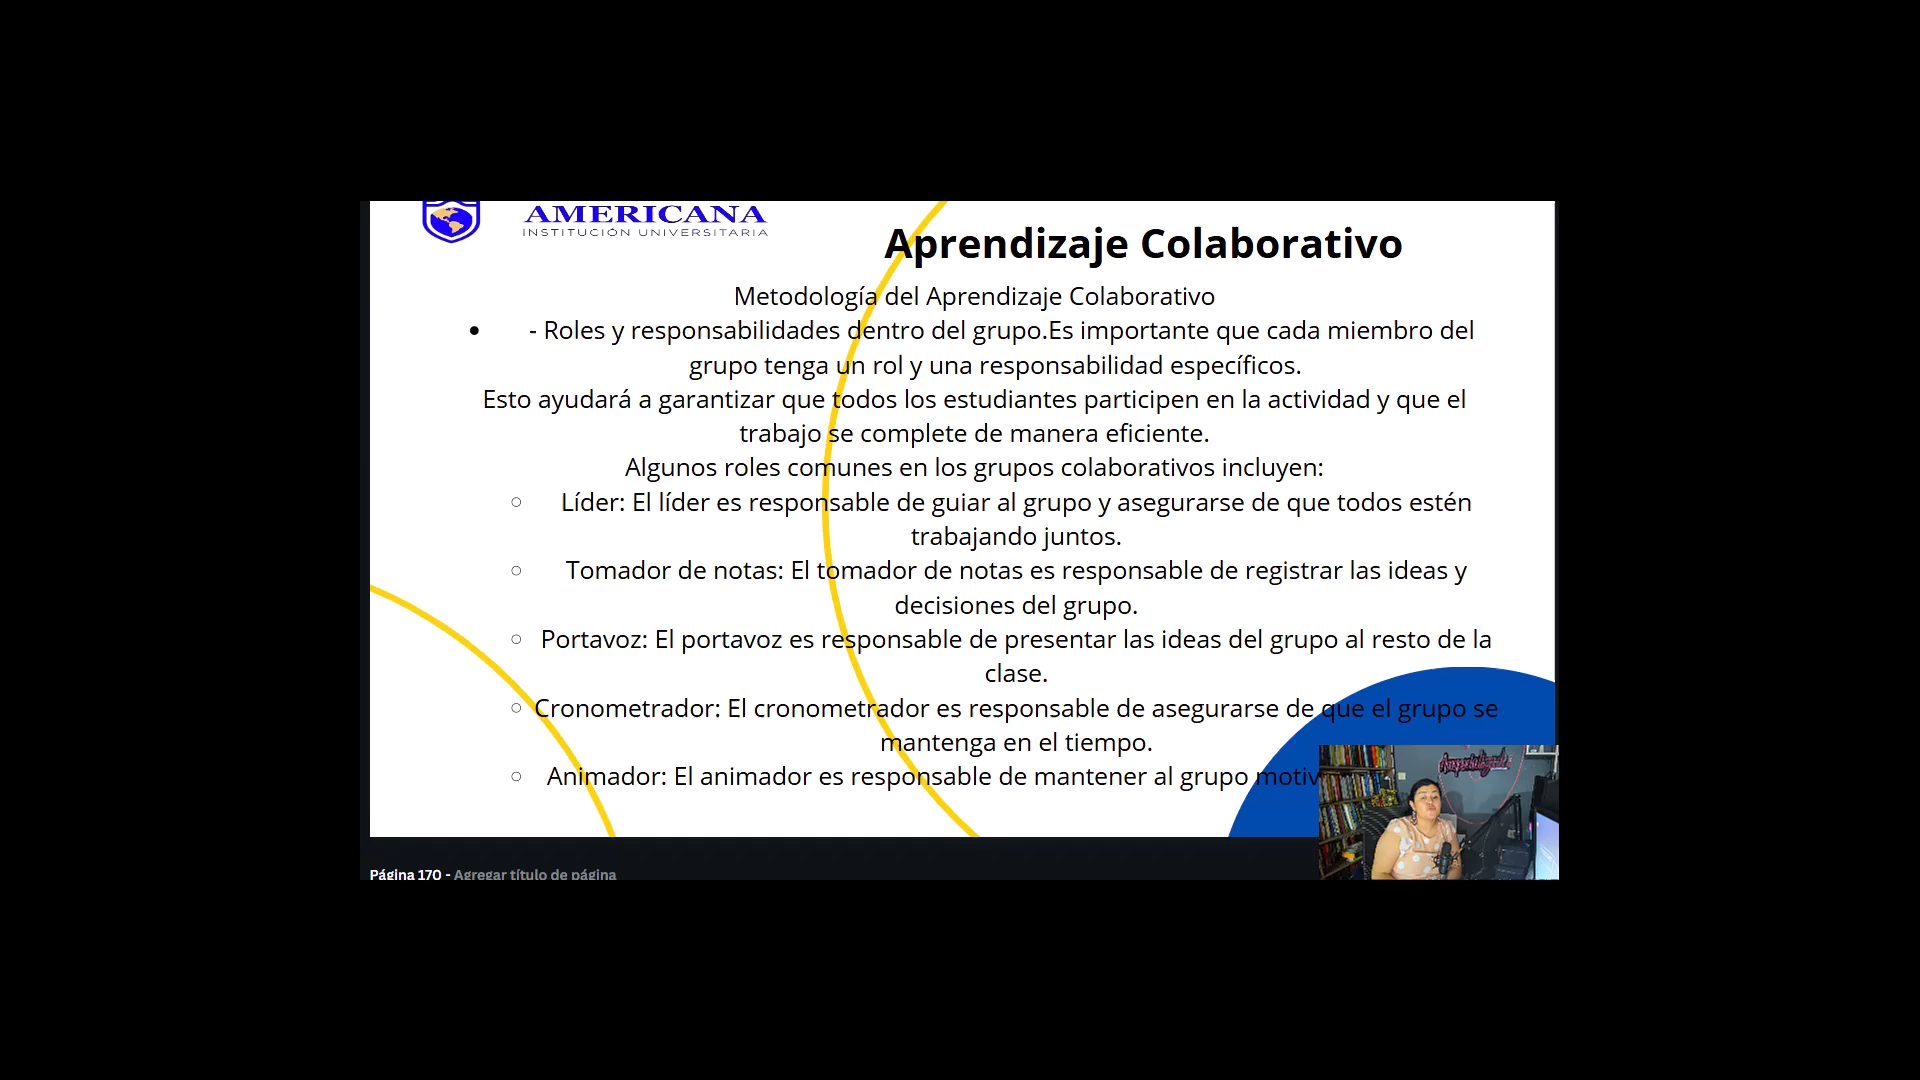 AMERICANA
INSTITUCIÓN UNIVERSITARIA
Aprendizaje Colaborativo
Metodología del Aprendizaje Colaborativo
- Roles y responsabilidades dentro del grupo.Es importante que cada miembro del
grupo tenga un rol y una responsabilidad específicos.
Esto ayudará a garantizar que todos los estudiantes participen en la actividad y que el
trabajo se complete de manera eficiente.
Algunos roles comunes en los grupos colaborativos incluyen:
Líder: El líder es responsable de guiar al grupo y asegurarse de que todos estén
trabajando juntos.
Tomador de notas: El tomador de notas es responsable de registrar las ideas y
decisiones del grupo.
Portavoz: El portavoz es responsable de presentar las ideas del grupo al resto de la
clase.
Cronometrador: El cronometrador es responsable de asegurarse de que el grupo se
mantenga en el tiempo.
Animador: El animador es responsable de mantener al grupo
Página 170 - Agregar título de página